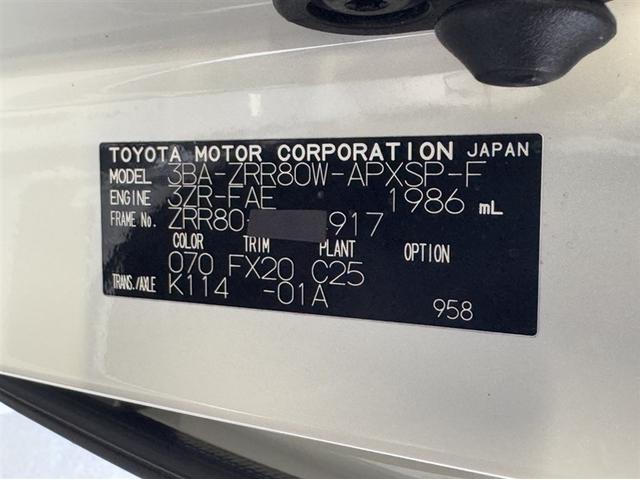 TOYOTA MOTOR CORPORATION JAPAN
MODEL 3BA-ZRR80W-APXSP-F
ENGINE 3ZR-FAE 1986 mL
FRAME No. ZRR80- 917
COLOR TRIM PLANT OPTION
070 FX20 C25
TRANS./AXLE K114 -01A
958